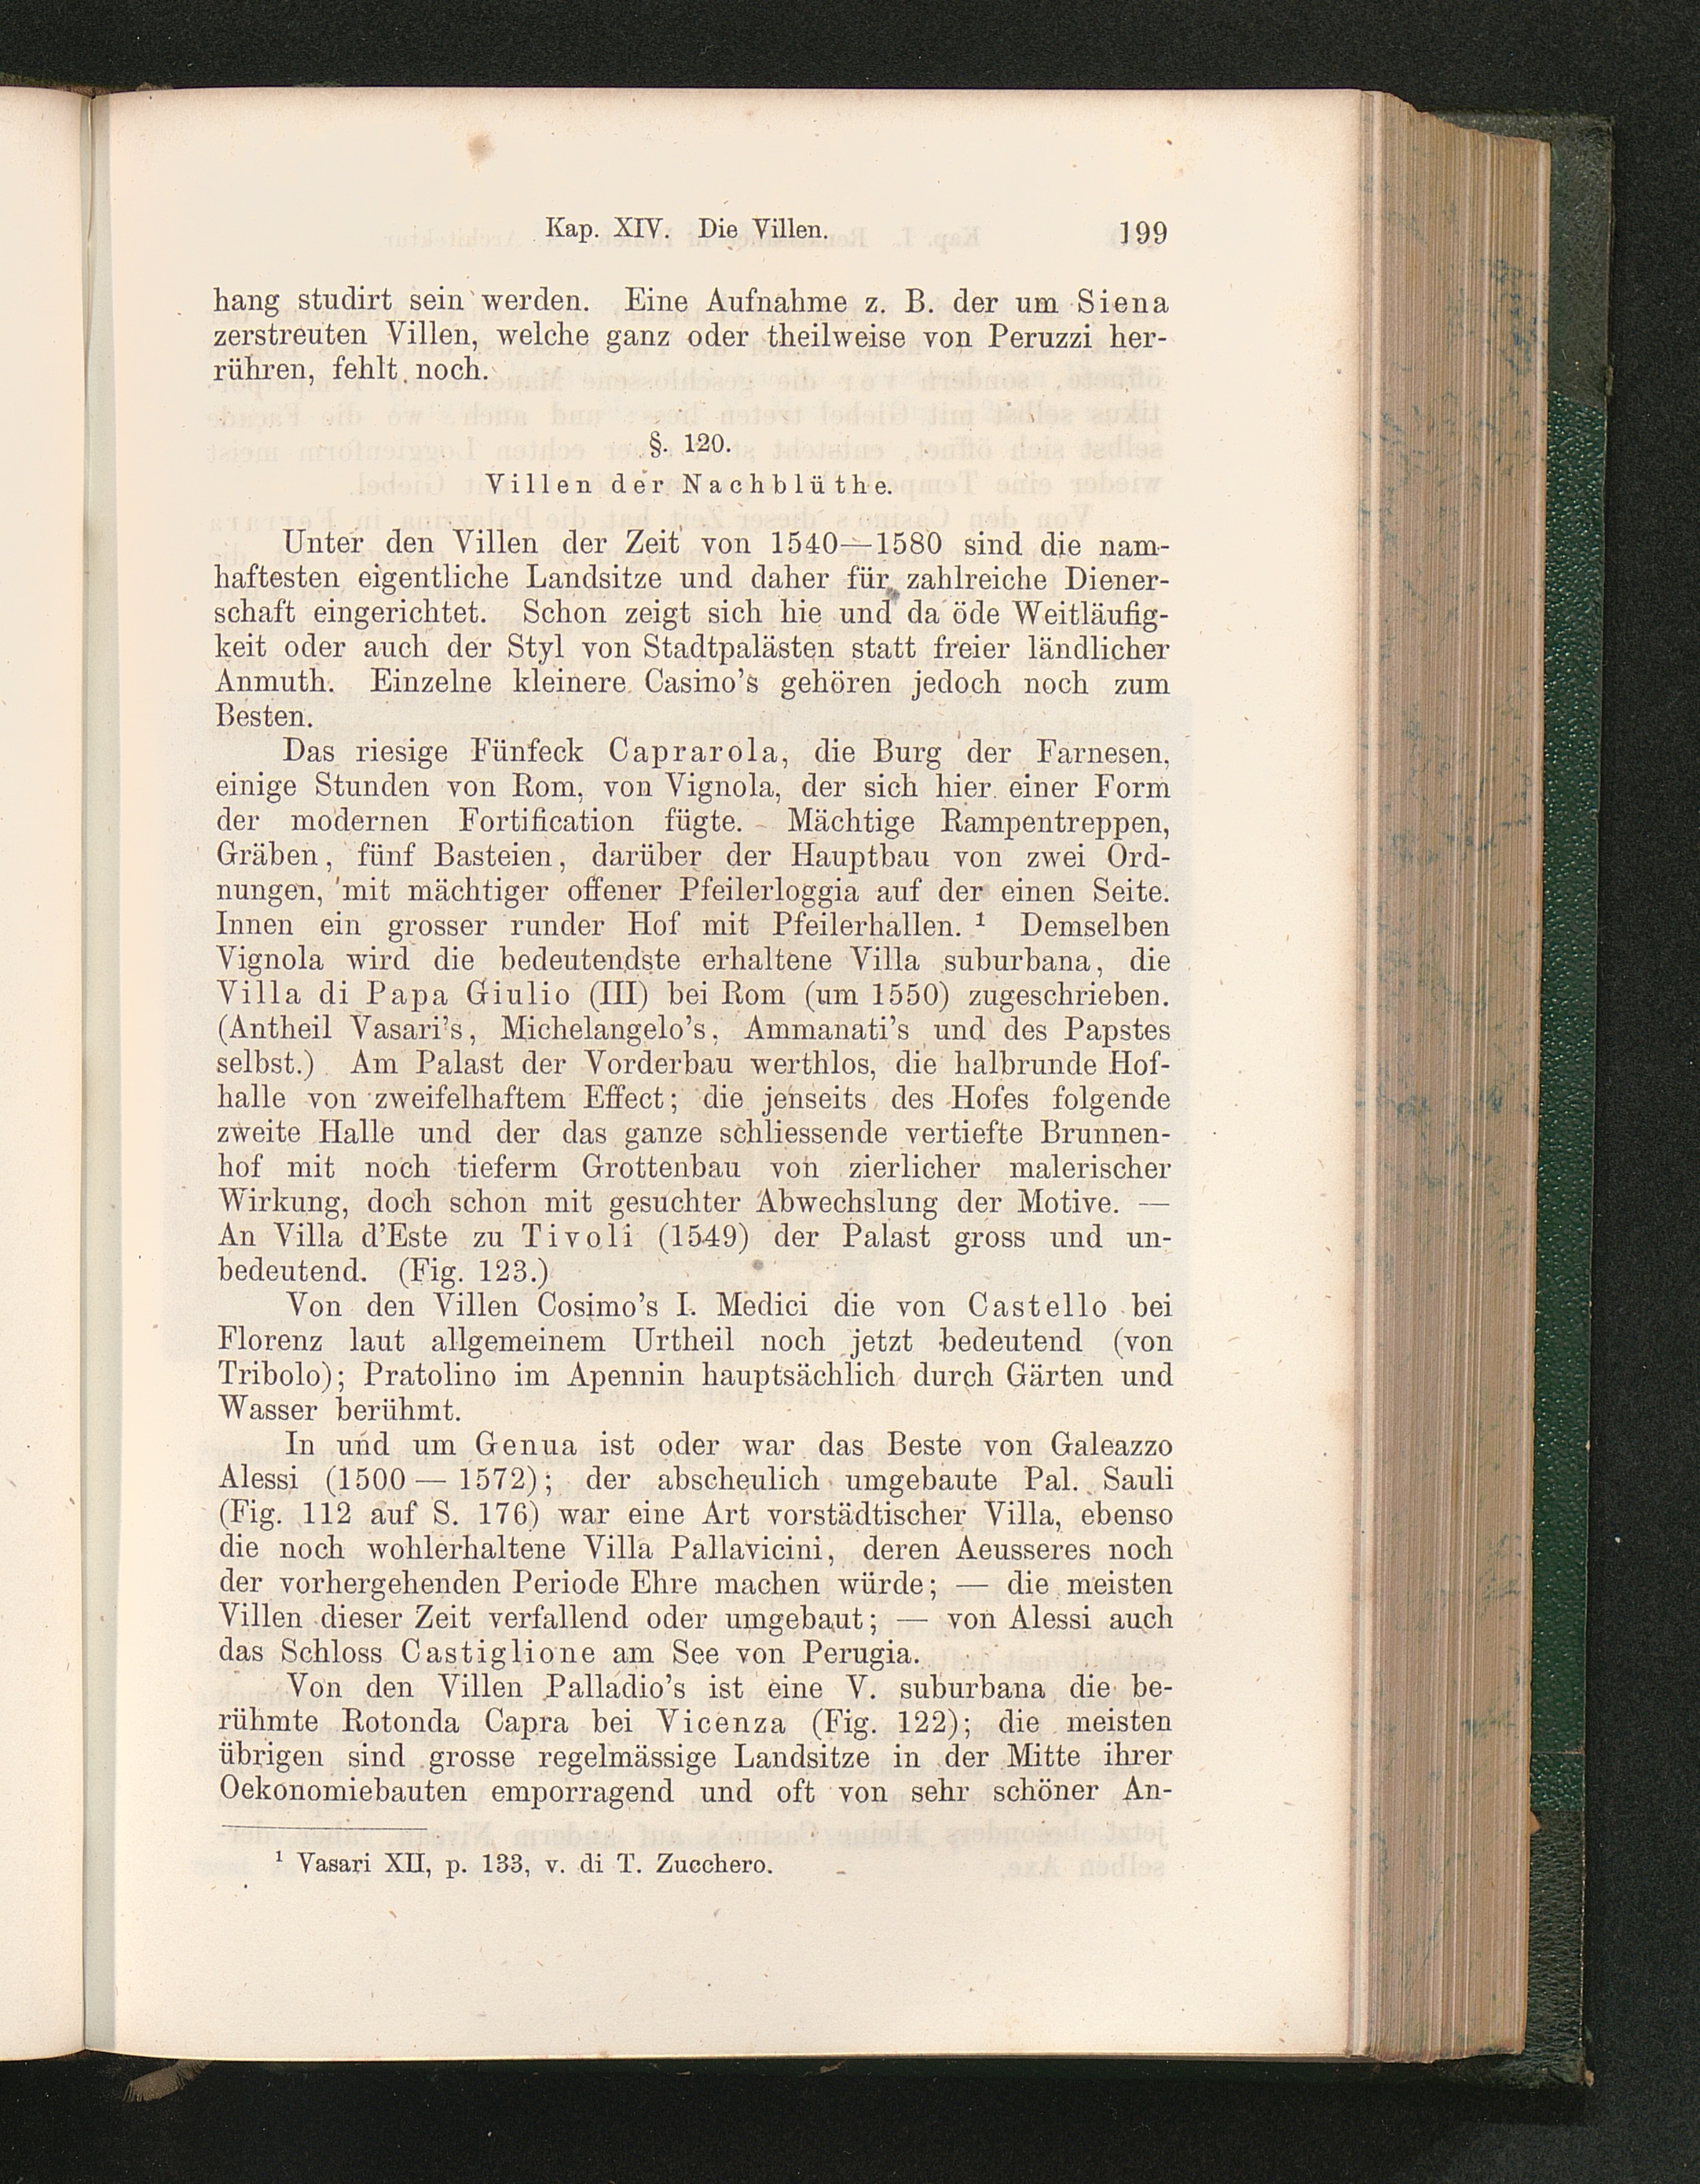 Kap. XIV. Die Villen. 199
hang studirt sein werden. Eine Aufnahme z. B. der um Siena
zerstreuten Villen, welche ganz oder theilweise von Peruzzi her-
rühren, fehlt noch.
§. 120.
Villen der Nachblüthe.
Unter den Villen der Zeit von 1540—1580 sind die nam-
haftesten eigentliche Landsitze und daher für zahlreiche Diener-
schaft eingerichtet. Schon zeigt sich hie und da öde Weitläufig-
keit oder auch der Styl von Stadtpalästen statt freier ländlicher
Anmuth. Einzelne kleinere Casino's gehören jedoch noch zum
Besten.
Das riesige Fünfeck Caprarola, die Burg der Farnesen,
einige Stunden von Rom, von Vignola, der sich hier einer Form
der modernen Fortification fügte. Mächtige Rampentreppen,
Gräben, fünf Basteien, darüber der Hauptbau von zwei Ord-
nungen, mit mächtiger offener Pfeilerloggia auf der einen Seite.
Innen ein grosser runder Hof mit Pfeilerhallen. ¹ Demselben
Vignola wird die bedeutendste erhaltene Villa suburbana, die
Villa di Papa Giulio (III) bei Rom (um 1550) zugeschrieben.
(Antheil Vasari's, Michelangelo's, Ammanati's und des Papstes
selbst.) Am Palast der Vorderbau werthlos, die halbrunde Hof-
halle von zweifelhaftem Effect; die jenseits des Hofes folgende
zweite Halle und der das ganze schliessende vertiefte Brunnen-
hof mit noch tieferm Grottenbau von zierlicher malerischer
Wirkung, doch schon mit gesuchter Abwechslung der Motive. —
An Villa d'Este zu Tivoli (1549) der Palast gross und un-
bedeutend. (Fig. 123.)
Von den Villen Cosimo's I. Medici die von Castello bei
Florenz laut allgemeinem Urtheil noch jetzt bedeutend (von
Tribolo); Pratolino im Apennin hauptsächlich durch Gärten und
Wasser berühmt.
In und um Genua ist oder war das Beste von Galeazzo
Alessi (1500 — 1572); der abscheulich umgebaute Pal. Sauli
(Fig. 112 auf S. 176) war eine Art vorstädtischer Villa, ebenso
die noch wohlerhaltene Villa Pallavicini, deren Aeusseres noch
der vorhergehenden Periode Ehre machen würde; — die meisten
Villen dieser Zeit verfallend oder umgebaut; — von Alessi auch
das Schloss Castiglione am See von Perugia.
Von den Villen Palladio's ist eine V. suburbana die be-
rühmte Rotonda Capra bei Vicenza (Fig. 122); die meisten
übrigen sind grosse regelmässige Landsitze in der Mitte ihrer
Oekonomiebauten emporragend und oft von sehr schöner An-
¹ Vasari XII, p. 133, v. di T. Zucchero.